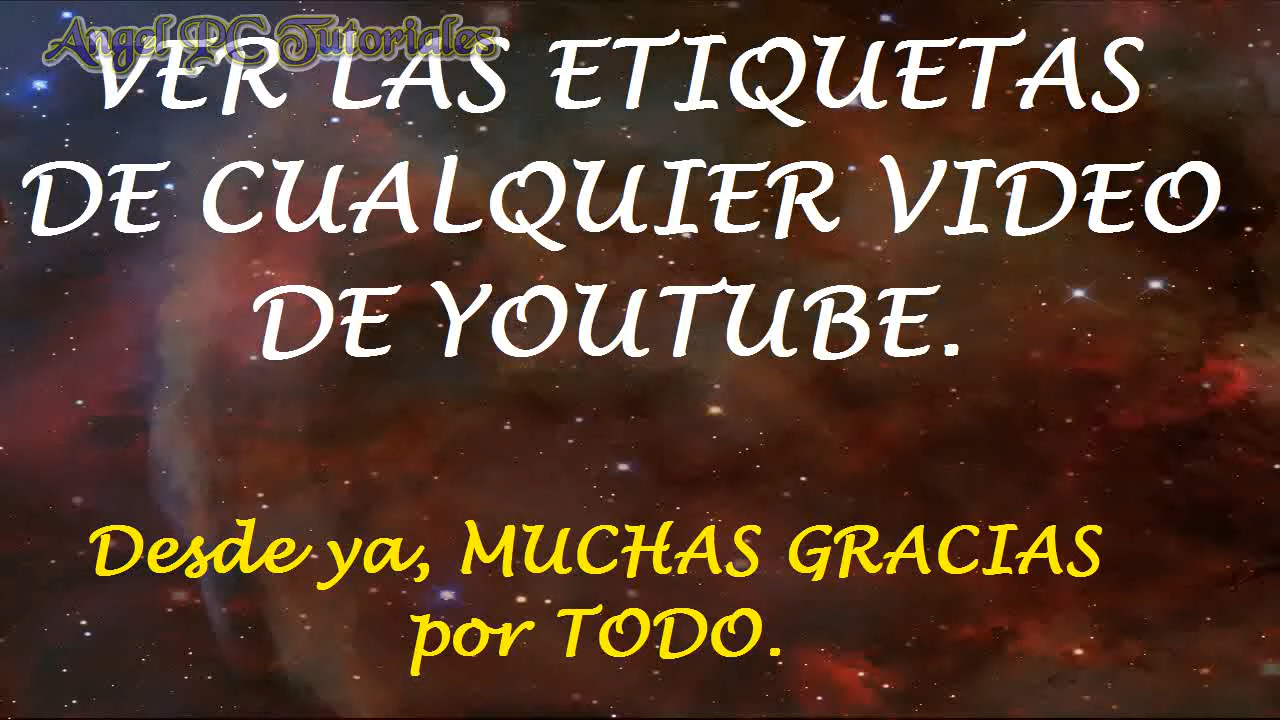 Angel PC Tutoriales
VER LAS ETIQUETAS
DE CUALQUIER VIDEO
DE YOUTUBE.
Desde ya, MUCHAS GRACIAS
por TODO.